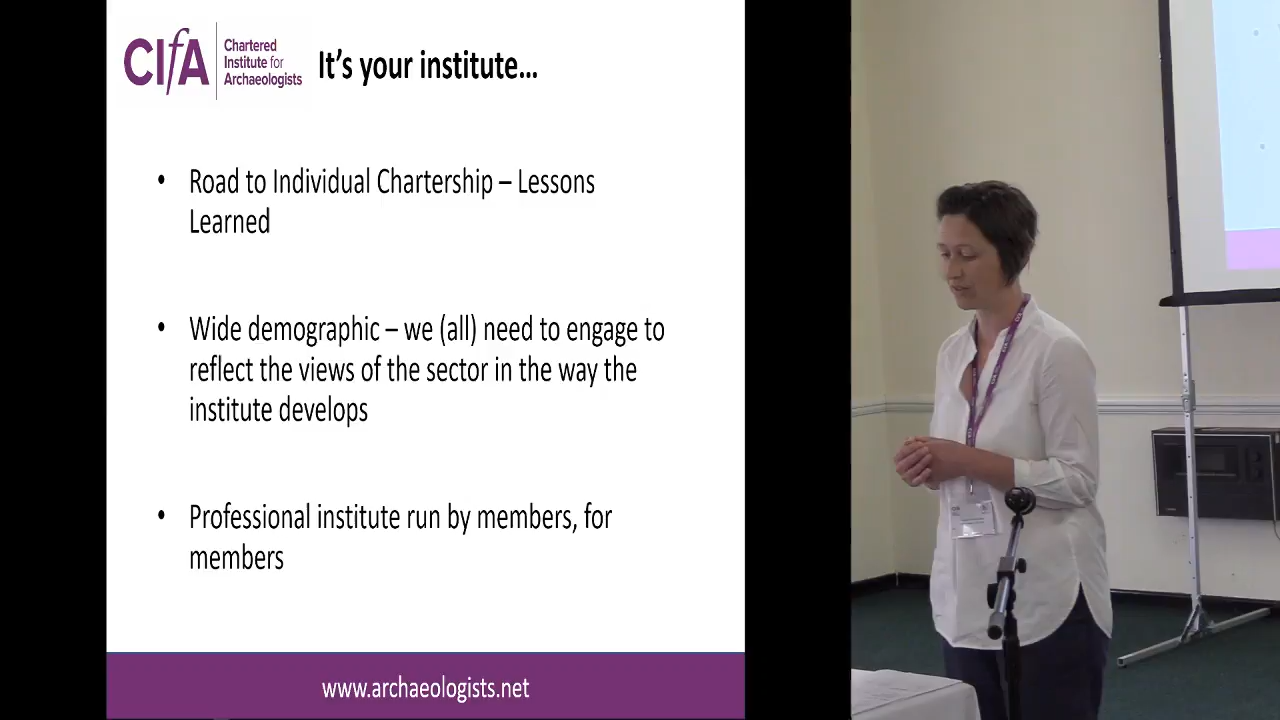 CIfA
Chartered
Institute for
Archaeologists
It's your institute...
• Road to Individual Chartership – Lessons
Learned
• Wide demographic – we (all) need to engage to
reflect the views of the sector in the way the
institute develops
• Professional institute run by members, for
members
www.archaeologists.net